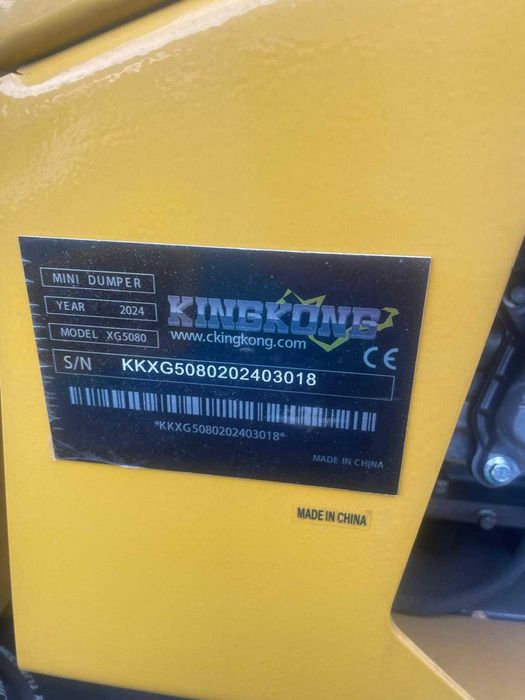 MINI DUMPER
YEAR 2024
MODEL XG5080
KINGKONG
www.ckingkong.com
CE
S/N KKXG5080202403018
*KKXG5080202403018*
MADE IN CHINA
MADE IN CHINA